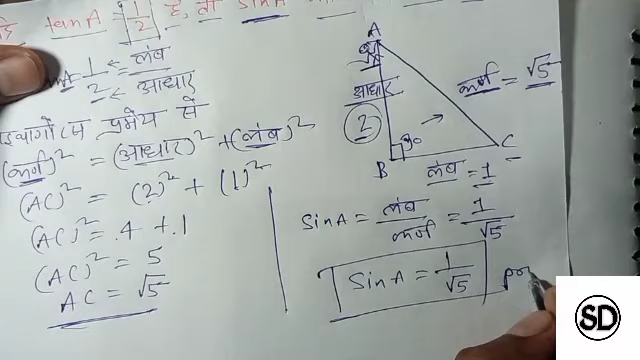 tanA = 1/2 है, तो sinA
1 ← लंब
2 ← आधार
प्रमेय से
(कर्ण)² = (आधार)² + (लंब)²
(AC)² = (2)² + (1)²
(AC)² = 4 + 1
(AC)² = 5
AC = √5
A
आधार
2
कर्ण = √5
90
B
C
लंब = 1
SinA = लंब/कर्ण = 1/√5
SinA = 1/√5
SD